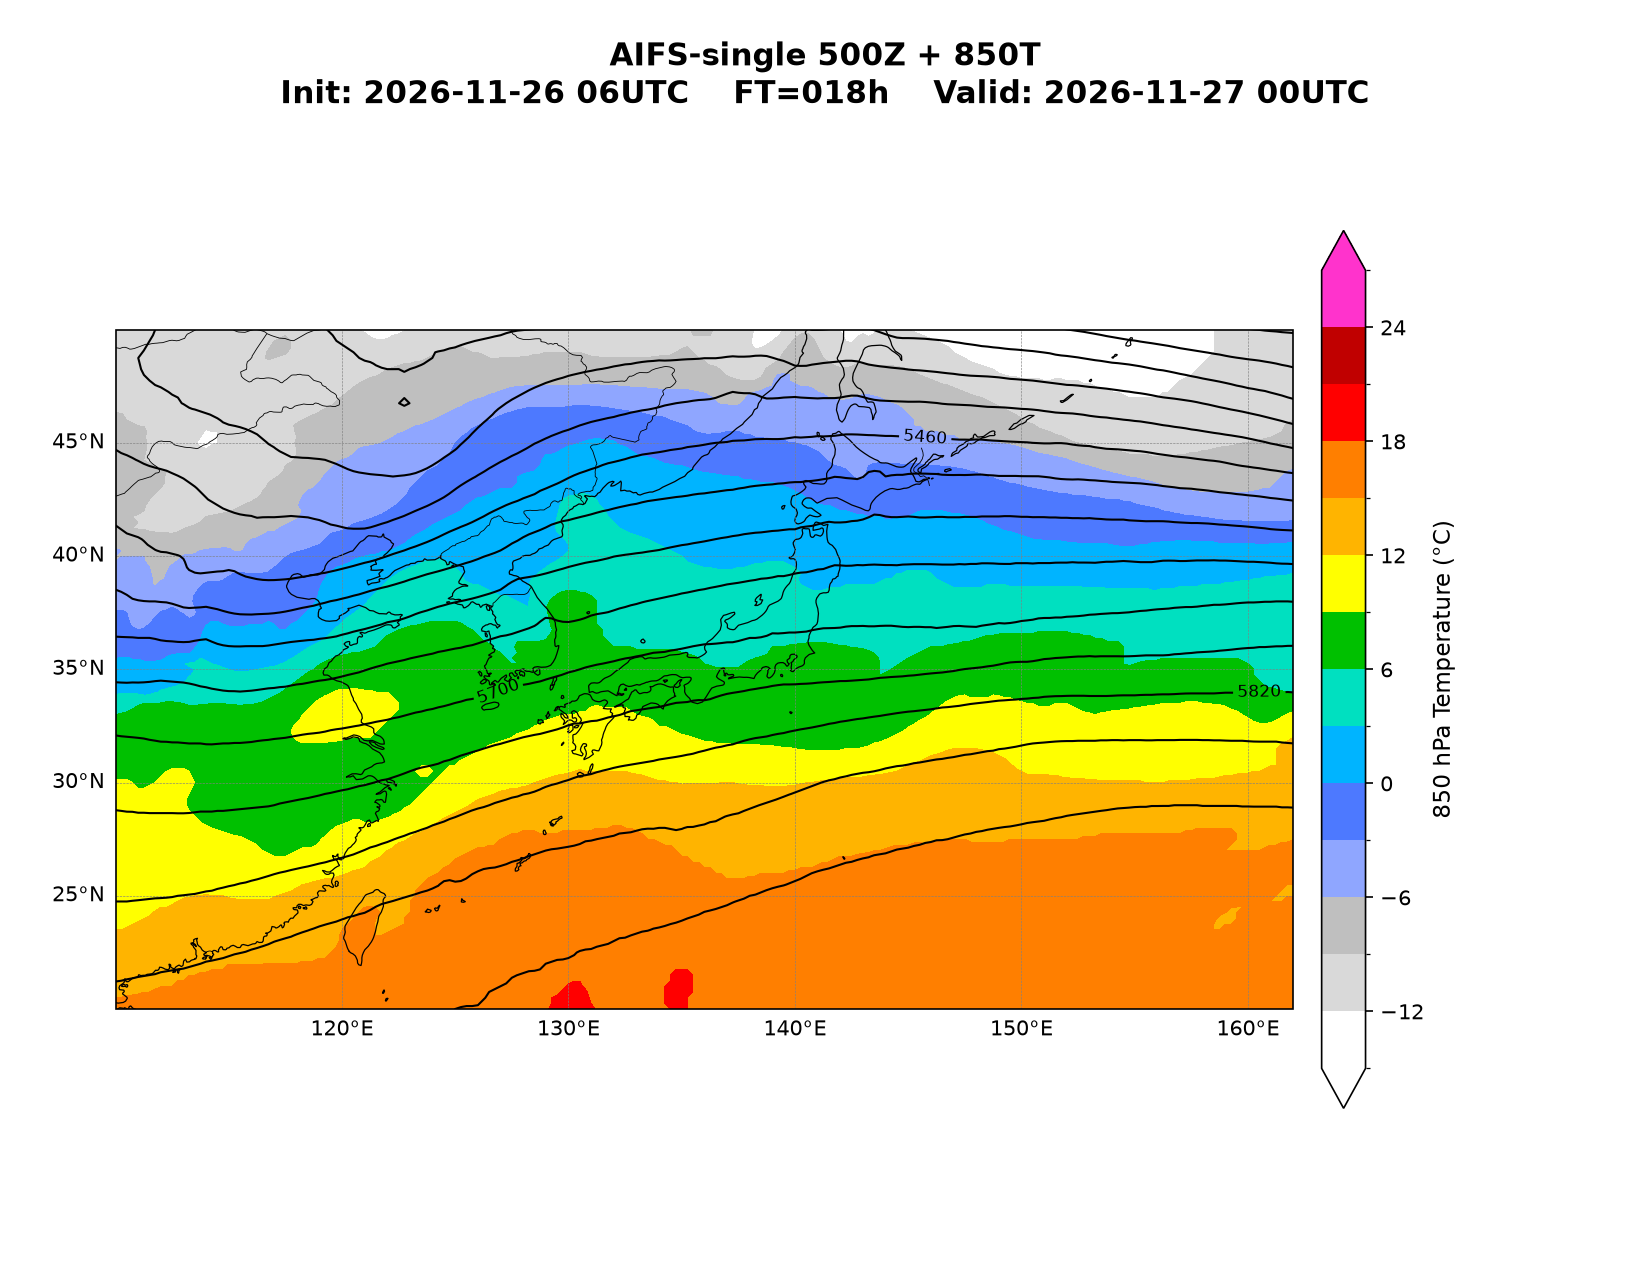 AIFS-single 500Z + 850T
Init: 2026-11-26 06UTC    FT=018h    Valid: 2026-11-27 00UTC
24
18
12
6
0
−6
−12
850 hPa Temperature (°C)
45°N
40°N
35°N
30°N
25°N
5460
5700
5820
120°E
130°E
140°E
150°E
160°E